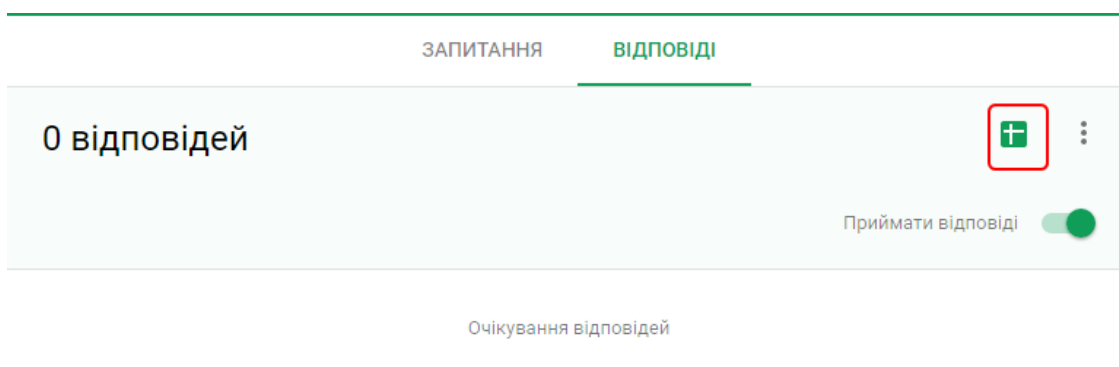 ЗАПИТАННЯ ВІДПОВІДІ
0 відповідей
Приймати відповіді
Очікування відповідей